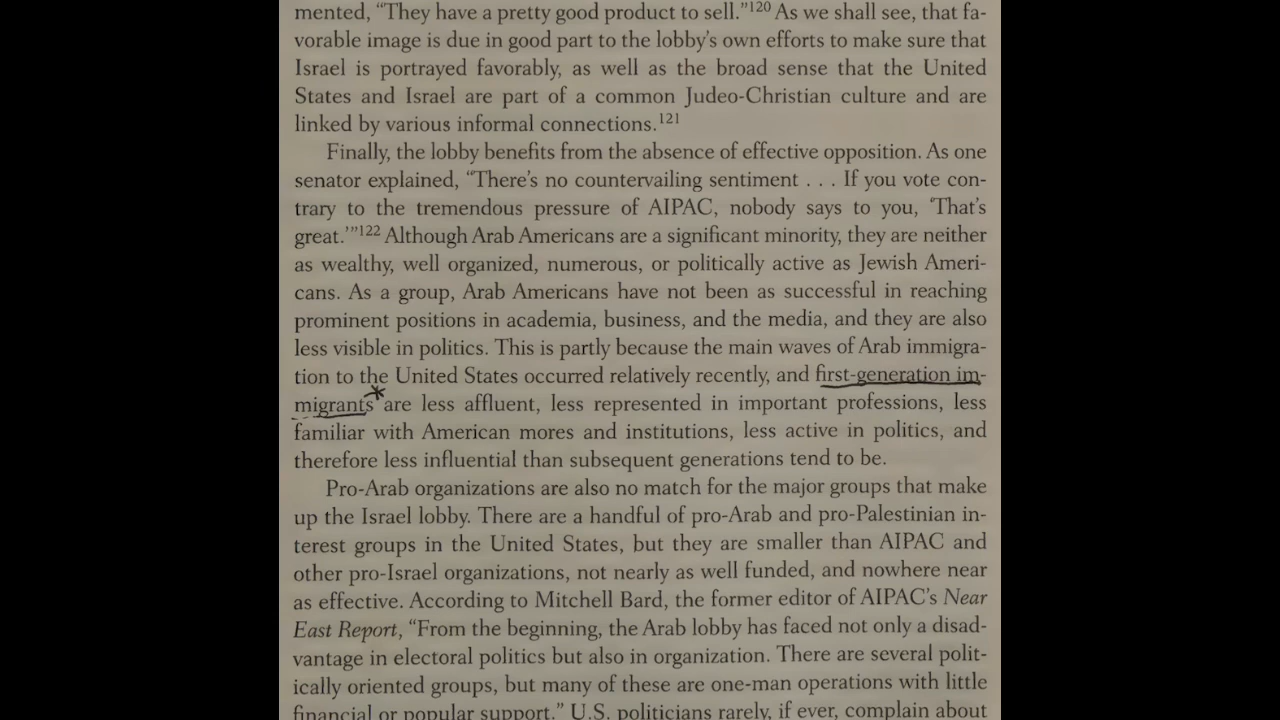 mented, “They have a pretty good product to sell.”120 As we shall see, that fa-
vorable image is due in good part to the lobby’s own efforts to make sure that
Israel is portrayed favorably, as well as the broad sense that the United
States and Israel are part of a common Judeo-Christian culture and are
linked by various informal connections.121
Finally, the lobby benefits from the absence of effective opposition. As one
senator explained, “There’s no countervailing sentiment . . . If you vote con-
trary to the tremendous pressure of AIPAC, nobody says to you, ‘That’s
great.’”122 Although Arab Americans are a significant minority, they are neither
as wealthy, well organized, numerous, or politically active as Jewish Ameri-
cans. As a group, Arab Americans have not been as successful in reaching
prominent positions in academia, business, and the media, and they are also
less visible in politics. This is partly because the main waves of Arab immigra-
tion to the United States occurred relatively recently, and first-generation im-
migrants* are less affluent, less represented in important professions, less
familiar with American mores and institutions, less active in politics, and
therefore less influential than subsequent generations tend to be.
Pro-Arab organizations are also no match for the major groups that make
up the Israel lobby. There are a handful of pro-Arab and pro-Palestinian in-
terest groups in the United States, but they are smaller than AIPAC and
other pro-Israel organizations, not nearly as well funded, and nowhere near
as effective. According to Mitchell Bard, the former editor of AIPAC’s Near
East Report, “From the beginning, the Arab lobby has faced not only a disad-
vantage in electoral politics but also in organization. There are several polit-
ically oriented groups, but many of these are one-man operations with little
financial or popular support.” U.S. politicians rarely, if ever, complain about